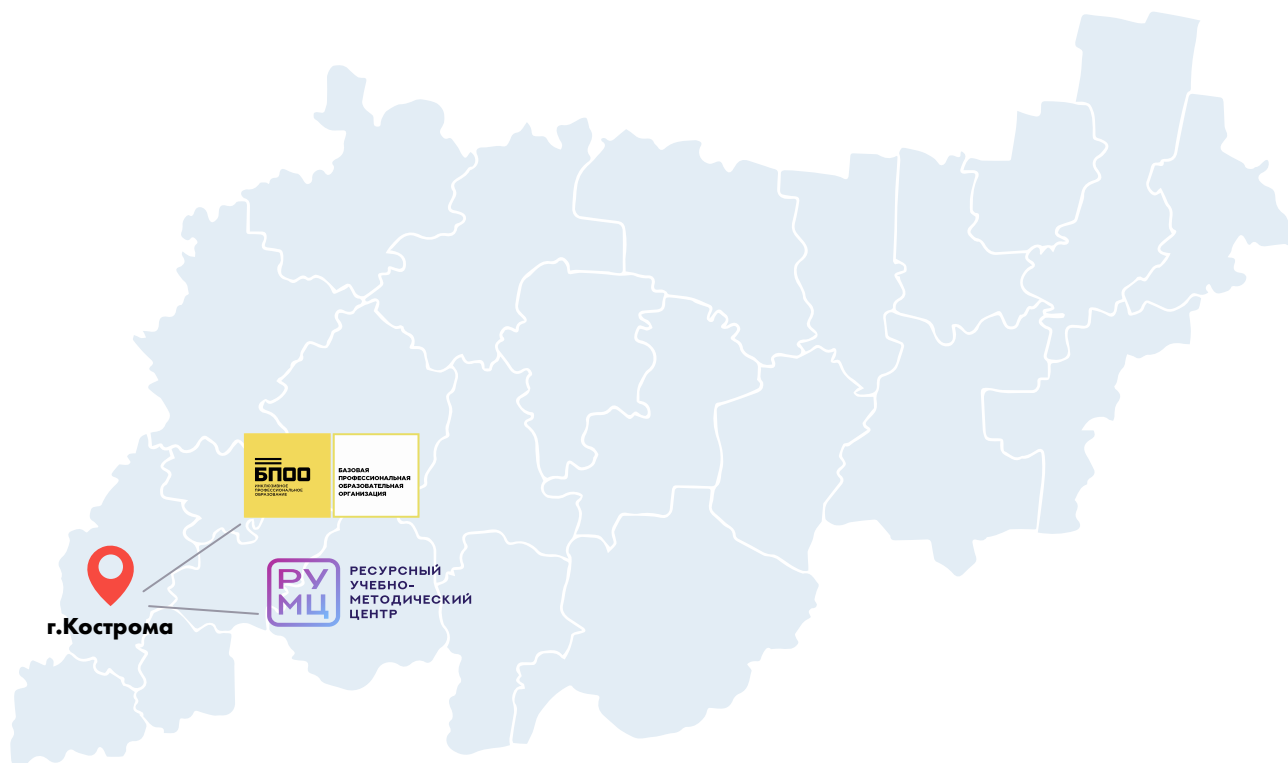 БПОО
ИНКЛЮЗИВНОЕ
ПРОФЕССИОНАЛЬНОЕ
ОБРАЗОВАНИЕ
БАЗОВАЯ
ПРОФЕССИОНАЛЬНАЯ
ОБРАЗОВАТЕЛЬНАЯ
ОРГАНИЗАЦИЯ
РУ
МЦ
РЕСУРСНЫЙ
УЧЕБНО-
МЕТОДИЧЕСКИЙ
ЦЕНТР
г.Кострома